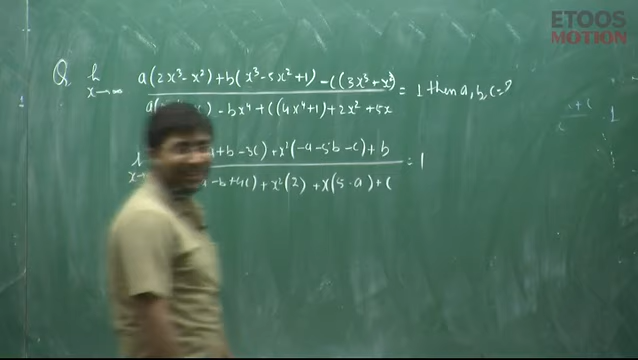 ETOOS
MOTION
Q lim a(2x³-x²)+b(x³-5x²+1)-c(3x³+x²)
x→∞ - bx⁴+c(4x⁴+1)+2x²+5x = 1 then a,b,c=?
+b-3c)+x²(-a-5b-c)+b
-b+4c)+x²(2)+x(5-a)+c = 1